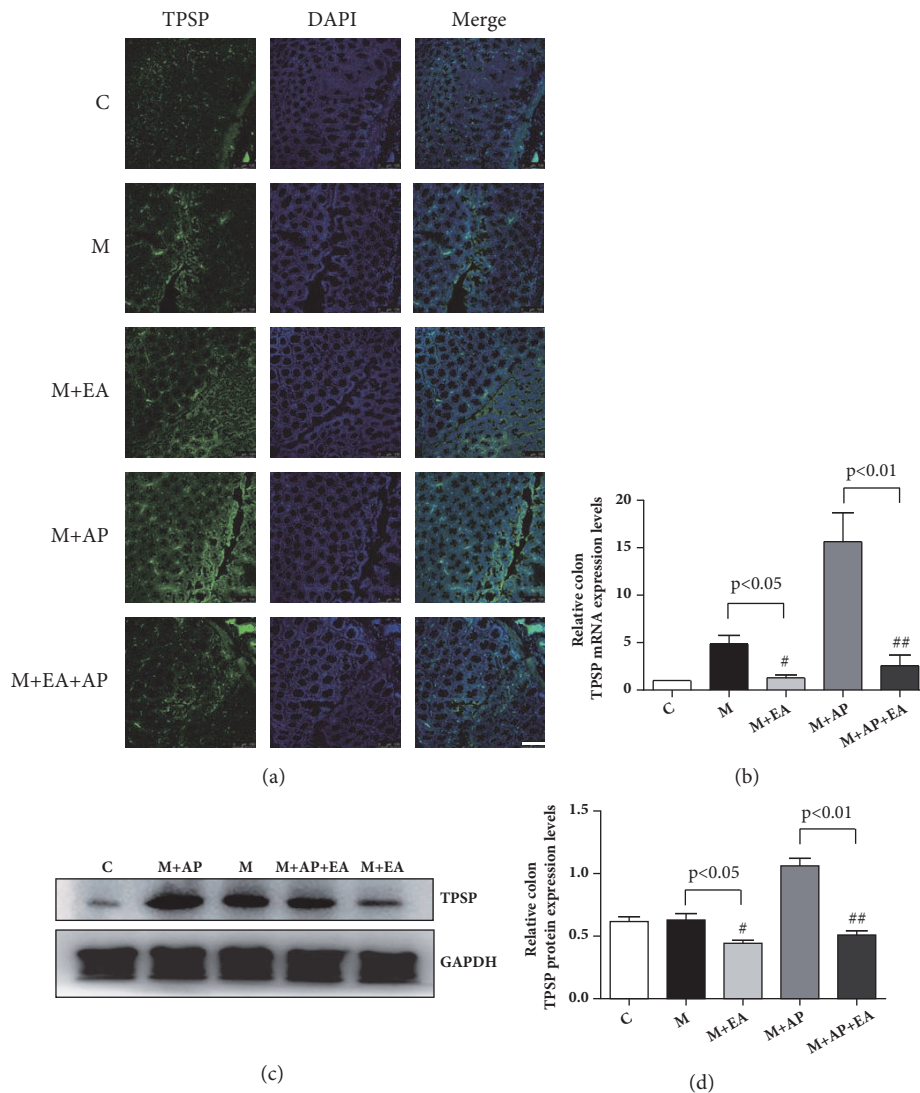 TPSP DAPI Merge
C
M
M+EA
M+AP
M+EA+AP
(a)
Relative colon
TPSP mRNA expression levels
20
15
10
5
0
p<0.05
p<0.01
#
##
C M M+EA M+AP M+AP+EA
(b)
C M+AP M M+AP+EA M+EA
TPSP
GAPDH
(c)
Relative colon
TPSP protein expression levels
1.5
1.0
0.5
0.0
p<0.05
p<0.01
#
##
C M M+EA M+AP M+AP+EA
(d)